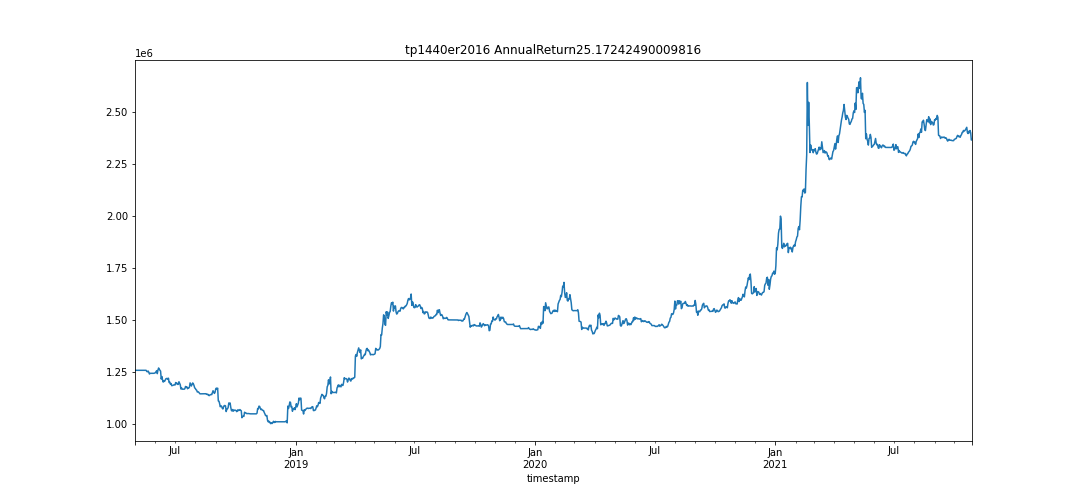 tp1440er2016 AnnualReturn25.17242490009816
1e6
2.50
2.25
2.00
1.75
1.50
1.25
1.00
Jul Jan Jul Jan Jul Jan Jul
2019 2020 2021
timestamp